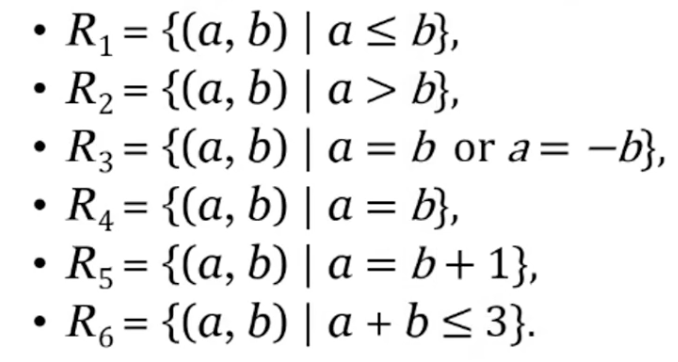 • R₁ = {(a, b) | a ≤ b},
• R₂ = {(a, b) | a > b},
• R₃ = {(a, b) | a = b or a = −b},
• R₄ = {(a, b) | a = b},
• R₅ = {(a, b) | a = b + 1},
• R₆ = {(a, b) | a + b ≤ 3}.